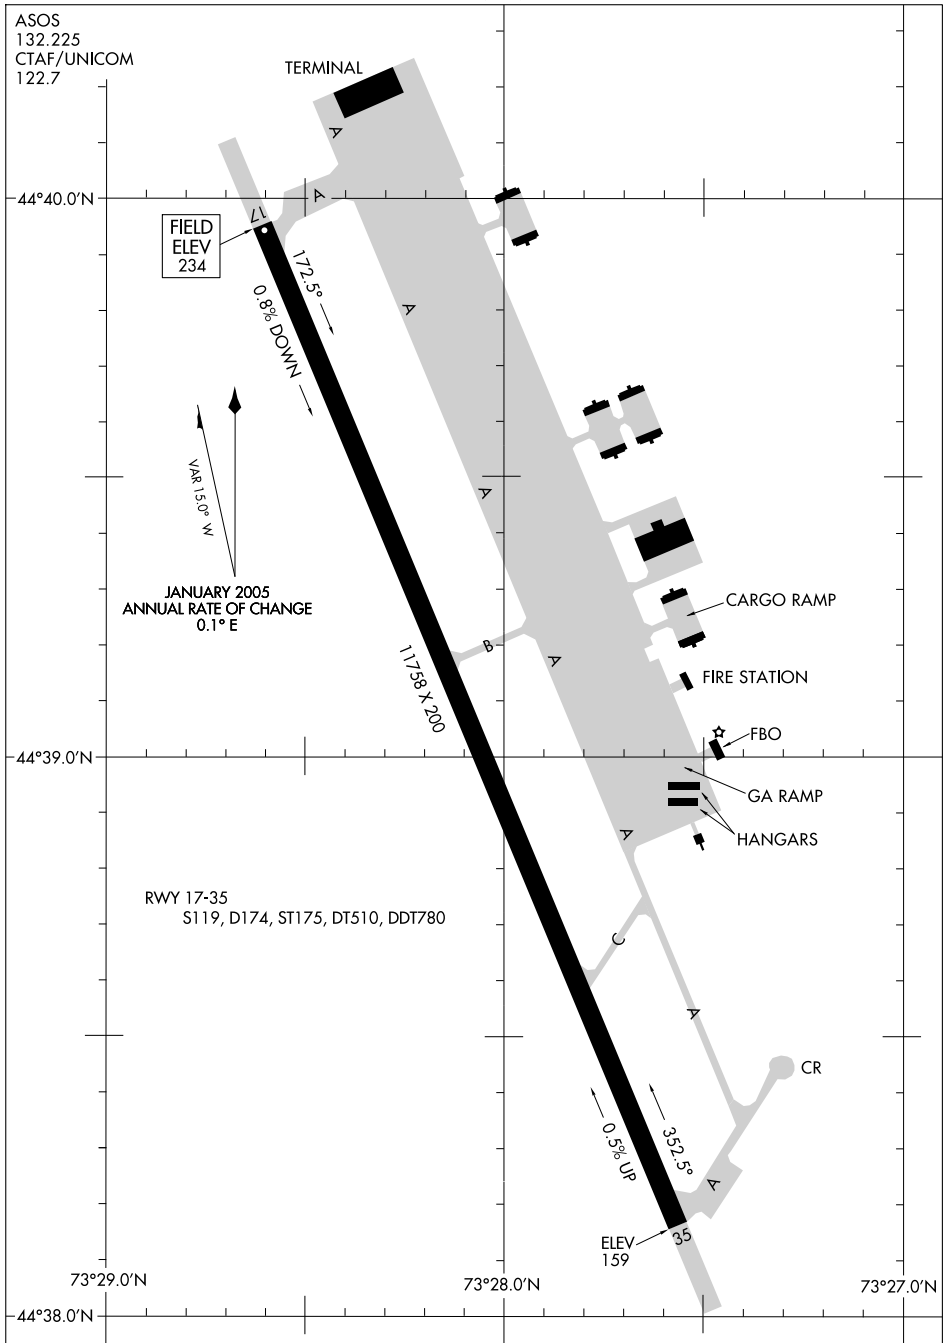 ASOS
132.225
CTAF/UNICOM
122.7
TERMINAL
A
44°40.0'N
A
17
FIELD
ELEV
234
172.5°
A
0.8% DOWN
VAR 15.0° W
A
JANUARY 2005
ANNUAL RATE OF CHANGE
0.1° E
CARGO RAMP
B
A
11758 X 200
FIRE STATION
FBO
44°39.0'N
GA RAMP
A
HANGARS
RWY 17-35
S119, D174, ST175, DT510, DDT780
C
A
CR
352.5°
0.5% UP
A
35
ELEV
159
73°29.0'N
73°28.0'N
73°27.0'N
44°38.0'N